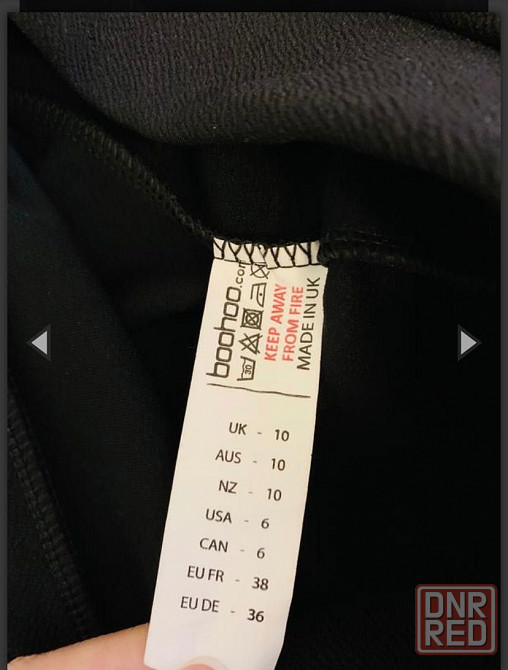 boohoo.com
30
KEEP AWAY
FROM FIRE
MADE IN UK
UK - 10
AUS - 10
NZ - 10
USA - 6
CAN - 6
EU FR - 38
EU DE - 36
DNR
RED